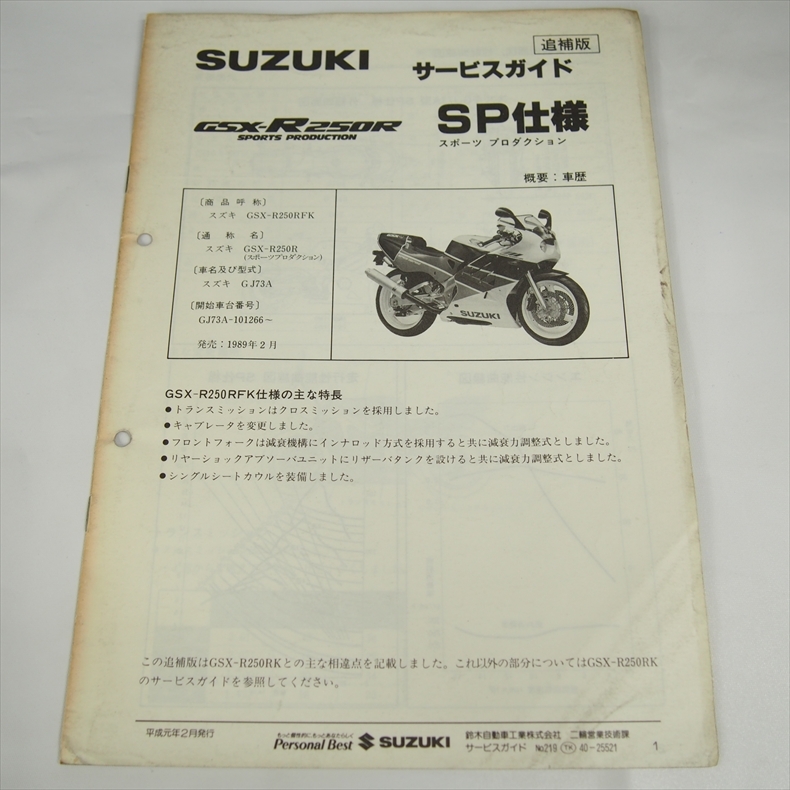 追補版
SUZUKI サービスガイド
GSX-R250R SP仕様
SPORTS PRODUCTION スポーツ プロダクション
概要：車歴
〔商品呼称〕
スズキ GSX-R250RFK
〔通称名〕
スズキ GSX-R250R
(スポーツプロダクション)
〔車名及び型式〕
スズキ GJ73A
〔開始車台番号〕
GJ73A-101266～
発売：1989年2月
SUZUKI
GSX-R250RFK仕様の主な特長
●トランスミッションはクロスミッションを採用しました。
●キャブレータを変更しました。
●フロントフォークは減衰機構にインナロッド方式を採用すると共に減衰力調整式としました。
●リヤーショックアブソーバユニットにリザーバタンクを設けると共に減衰力調整式としました。
●シングルシートカウルを装備しました。
この追補版はGSX-R250RKとの主な相違点を記載しました。これ以外の部分についてはGSX-R250RK
のサービスガイドを参照してください。
平成元年2月発行
もっと個性的に、もっとあなたらしく
Personal Best SUZUKI
鈴木自動車工業株式会社 二輪営業技術課
サービスガイド No219 TH 40-25521 1